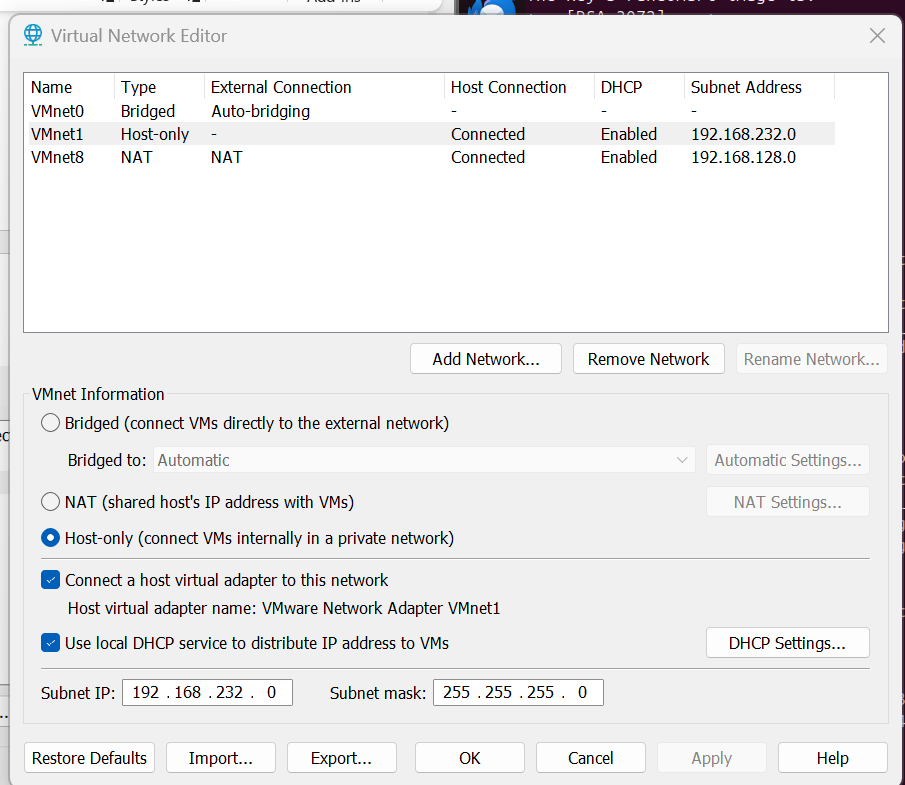 Virtual Network Editor
Name Type External Connection Host Connection DHCP Subnet Address
VMnet0 Bridged Auto-bridging - - -
VMnet1 Host-only - Connected Enabled 192.168.232.0
VMnet8 NAT NAT Connected Enabled 192.168.128.0
Add Network... Remove Network Rename Network...
VMnet Information
Bridged (connect VMs directly to the external network)
Bridged to: Automatic Automatic Settings...
NAT (shared host's IP address with VMs) NAT Settings...
Host-only (connect VMs internally in a private network)
Connect a host virtual adapter to this network
Host virtual adapter name: VMware Network Adapter VMnet1
Use local DHCP service to distribute IP address to VMs DHCP Settings...
Subnet IP: 192 . 168 . 232 . 0 Subnet mask: 255 . 255 . 255 . 0
Restore Defaults Import... Export... OK Cancel Apply Help